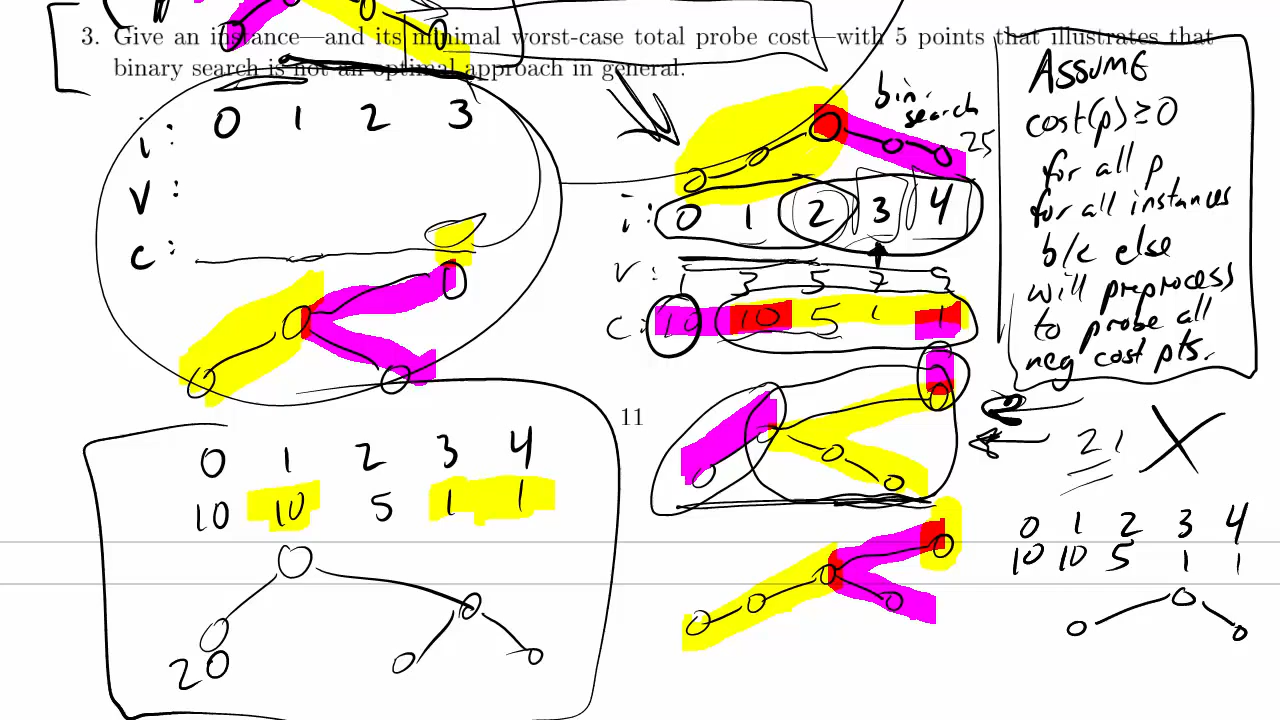 3. Give an instance—and its minimal worst-case total probe cost—with 5 points that illustrates that
binary search is not an optimal approach in general.
i: 0 1 2 3
V:
C:
bin.
search
25
i: 0 1 2 3 4
V: 1 3 5 7 9
C: 10 10 5 1 1
ASSUME
cost(p) ≥ 0
for all p
for all instances
b/c else
will preprocess
to probe all
neg cost pts.
11
21 X
0 1 2 3 4
10 10 5 1 1
20
0 1 2 3 4
10 10 5 1 1